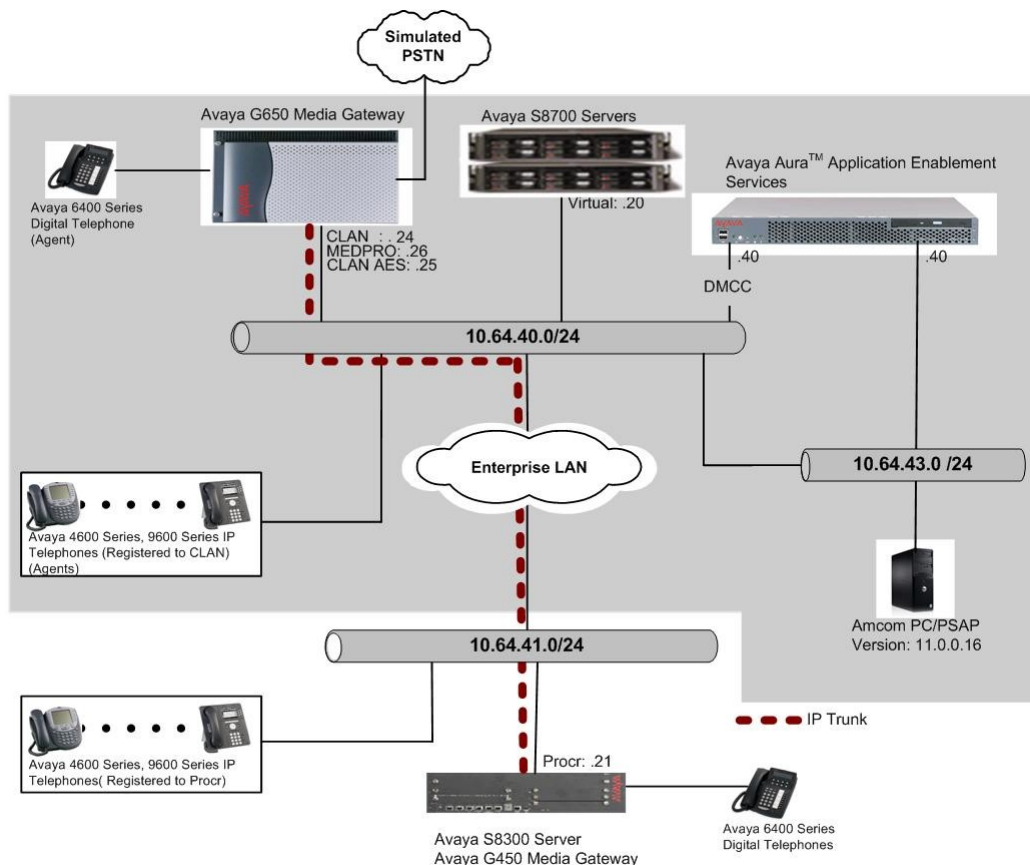 Simulated
PSTN
Avaya G650 Media Gateway
Avaya S8700 Servers
Avaya Aura™ Application Enablement
Services
Avaya 6400 Series
Digital Telephone
(Agent)
Virtual: .20
CLAN : . 24
MEDPRO: .26
CLAN AES: .25
AVAYA
.40
.40
DMCC
10.64.40.0/24
Enterprise LAN
10.64.43.0 /24
Avaya 4600 Series, 9600 Series IP
Telephones (Registered to CLAN)
(Agents)
Amcom PC/PSAP
Version: 11.0.0.16
10.64.41.0/24
IP Trunk
Avaya 4600 Series, 9600 Series IP
Telephones( Registered to Procr)
Procr: .21
Avaya S8300 Server
Avaya G450 Media Gateway
Avaya 6400 Series
Digital Telephones